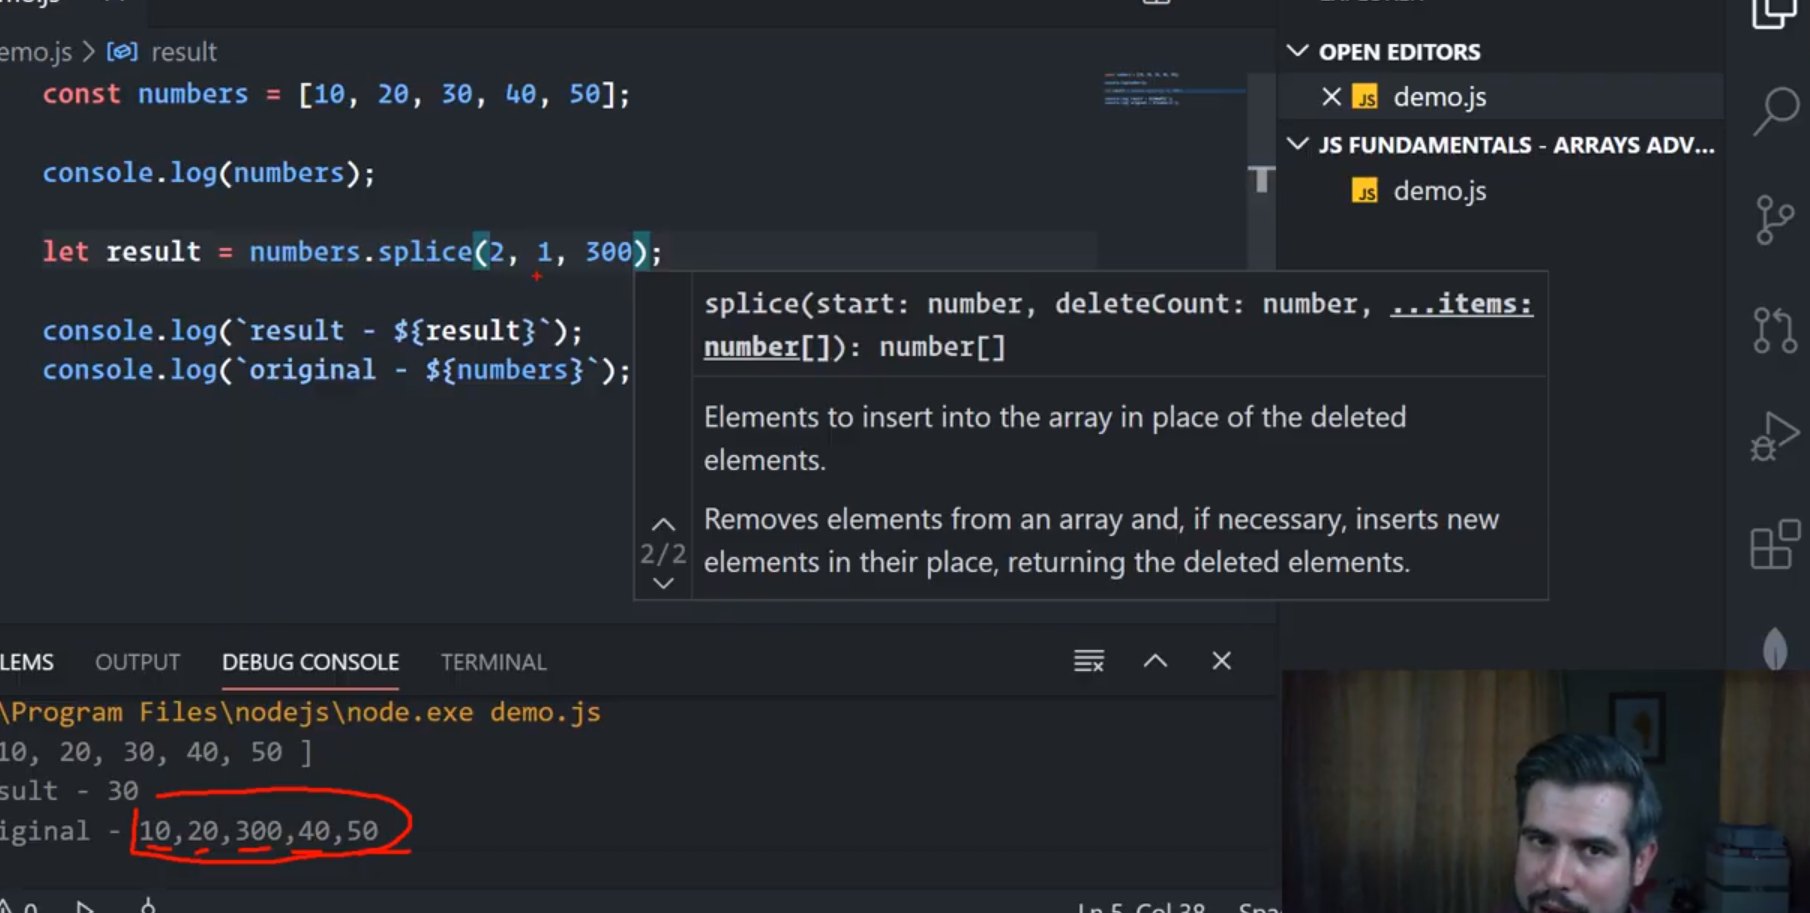 emo.js > result
const numbers = [10, 20, 30, 40, 50];
console.log(numbers);
let result = numbers.splice(2, 1, 300);
console.log(`result - ${result}`);
console.log(`original - ${numbers}`);
splice(start: number, deleteCount: number, ...items:
number[]): number[]
Elements to insert into the array in place of the deleted
elements.
Removes elements from an array and, if necessary, inserts new
elements in their place, returning the deleted elements.
2/2
OPEN EDITORS
JS demo.js
JS FUNDAMENTALS - ARRAYS ADV...
JS demo.js
LEMS OUTPUT DEBUG CONSOLE TERMINAL
\Program Files\nodejs\node.exe demo.js
10, 20, 30, 40, 50 ]
sult - 30
iginal - 10,20,300,40,50
0
Ln 5, Col 38 Spa